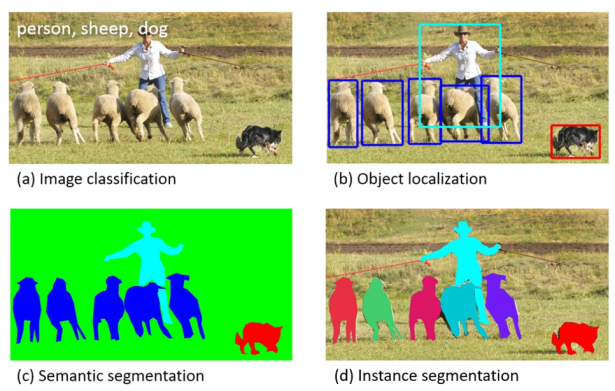 person, sheep, dog
(a) Image classification
(b) Object localization
(c) Semantic segmentation
(d) Instance segmentation